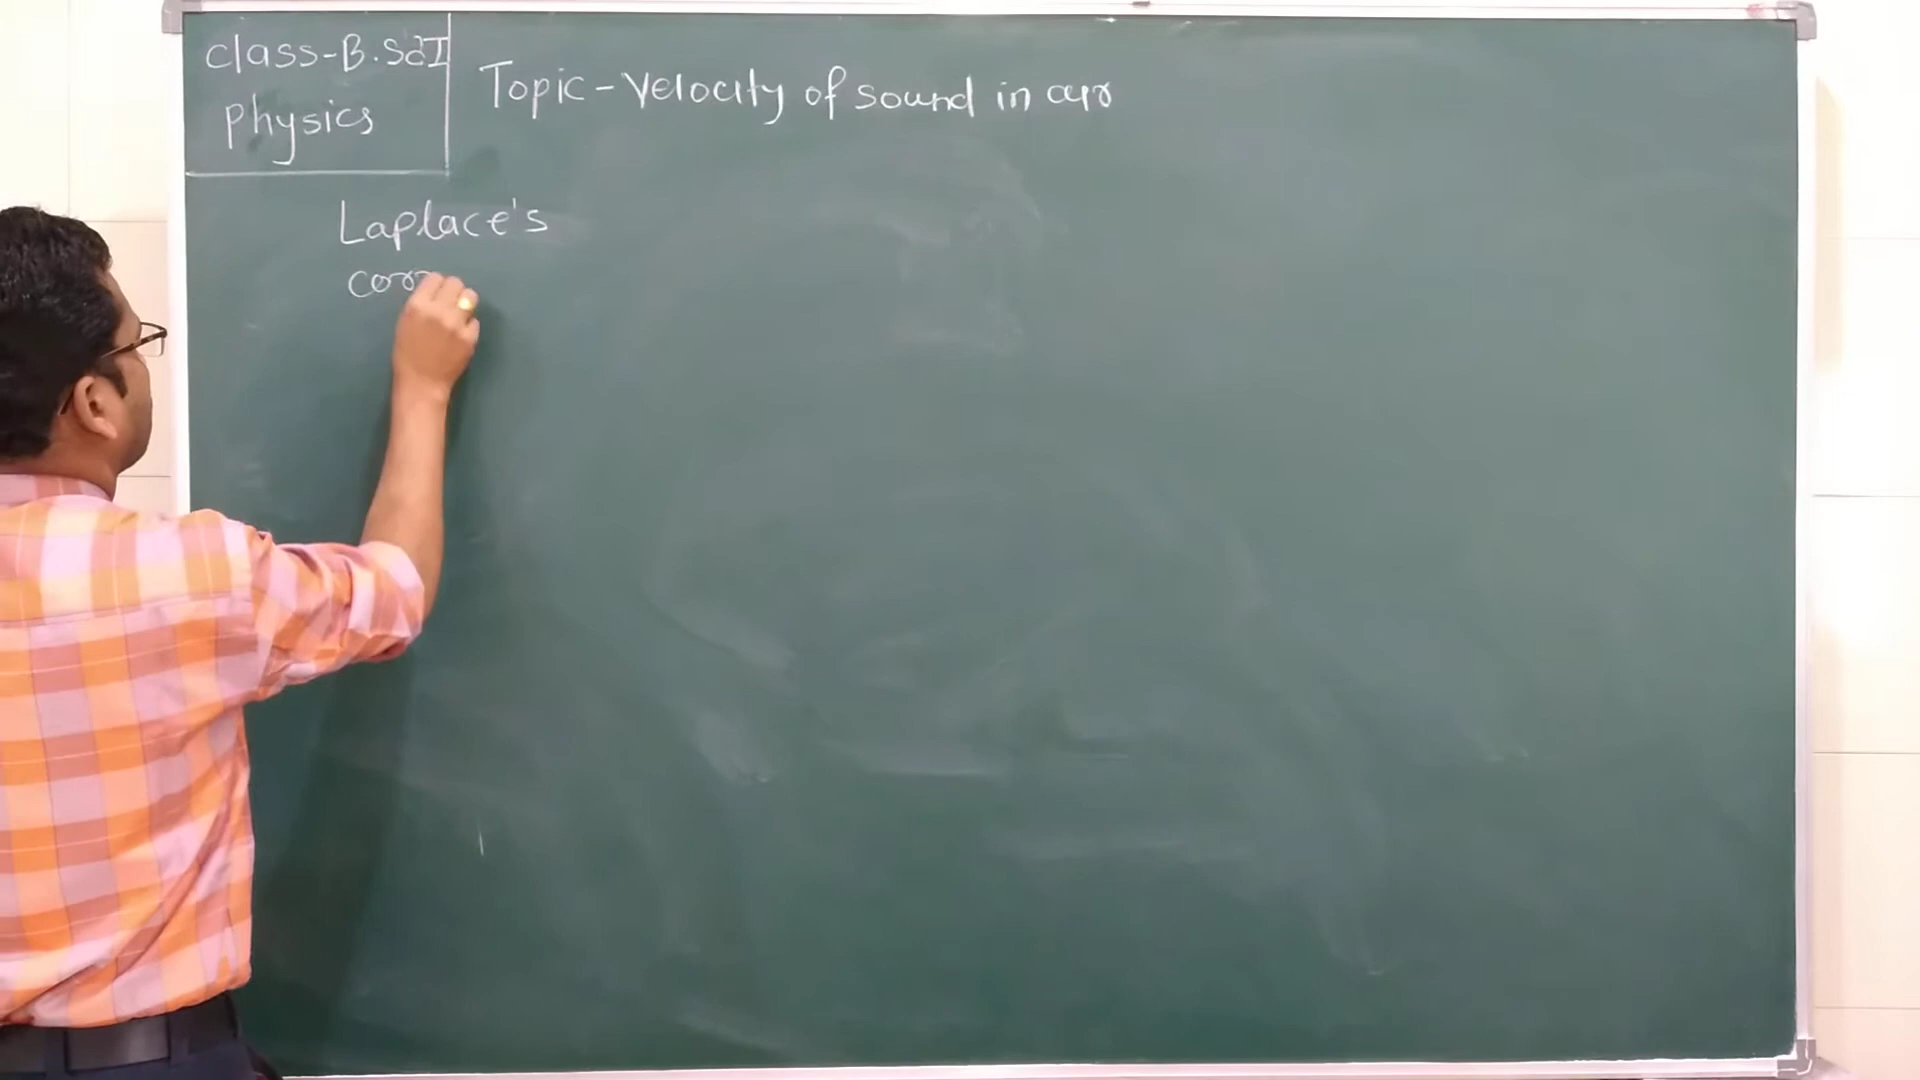 class-B.Sc I
physics
Topic-Velocity of sound in air
Laplace's
corr